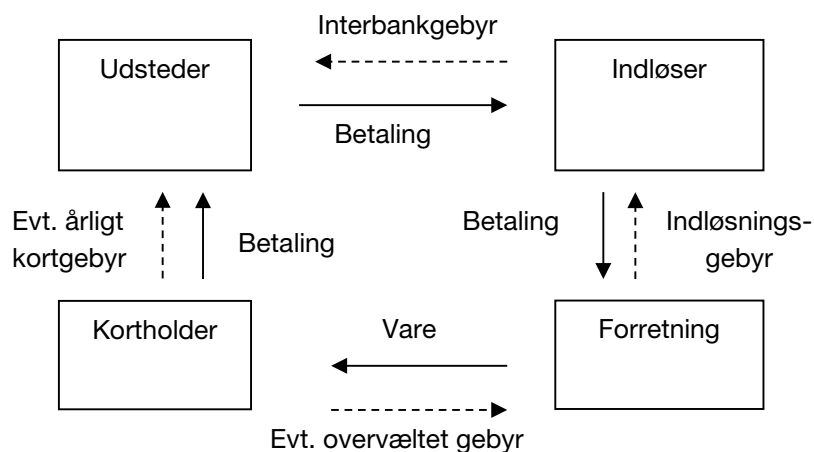 Interbankgebyr
Udsteder
Indløser
Betaling
Evt. årligt
kortgebyr
Betaling
Betaling
Indløsnings-
gebyr
Kortholder
Vare
Forretning
Evt. overvæltet gebyr